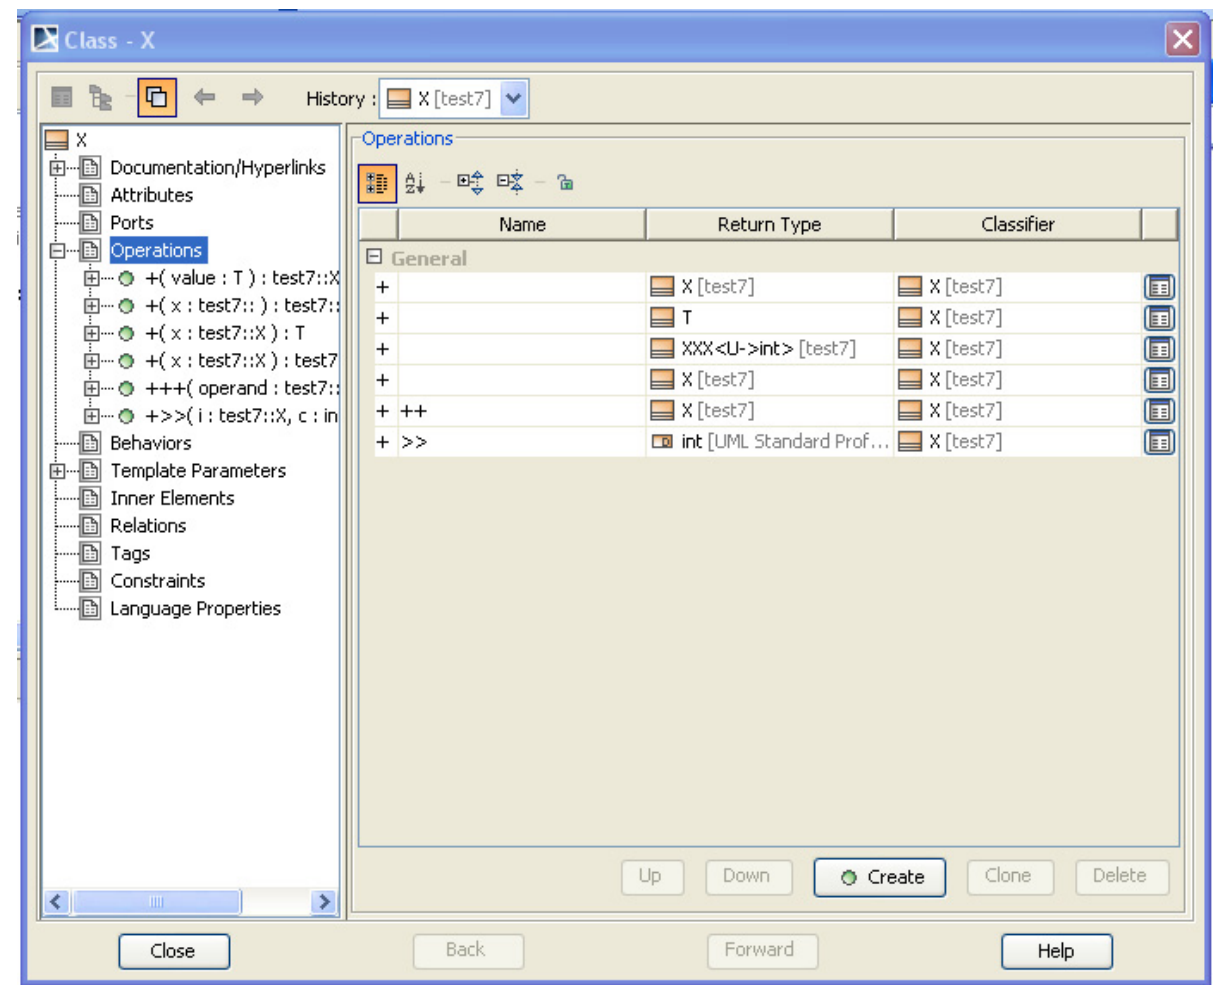 Class - X
History : X [test7]
X
Documentation/Hyperlinks
Attributes
Ports
Operations
+( value : T ) : test7::X
+( x : test7:: ) : test7::
+( x : test7::X ) : T
+( x : test7::X ) : test7
+++( operand : test7::
+>>( i : test7::X, c : in
Behaviors
Template Parameters
Inner Elements
Relations
Tags
Constraints
Language Properties
Operations
Name Return Type Classifier
General
+ X [test7] X [test7]
+ T X [test7]
+ XXX<U->int> [test7] X [test7]
+ X [test7] X [test7]
+ ++ X [test7] X [test7]
+ >> int [UML Standard Prof... X [test7]
Up Down Create Clone Delete
Close Back Forward Help